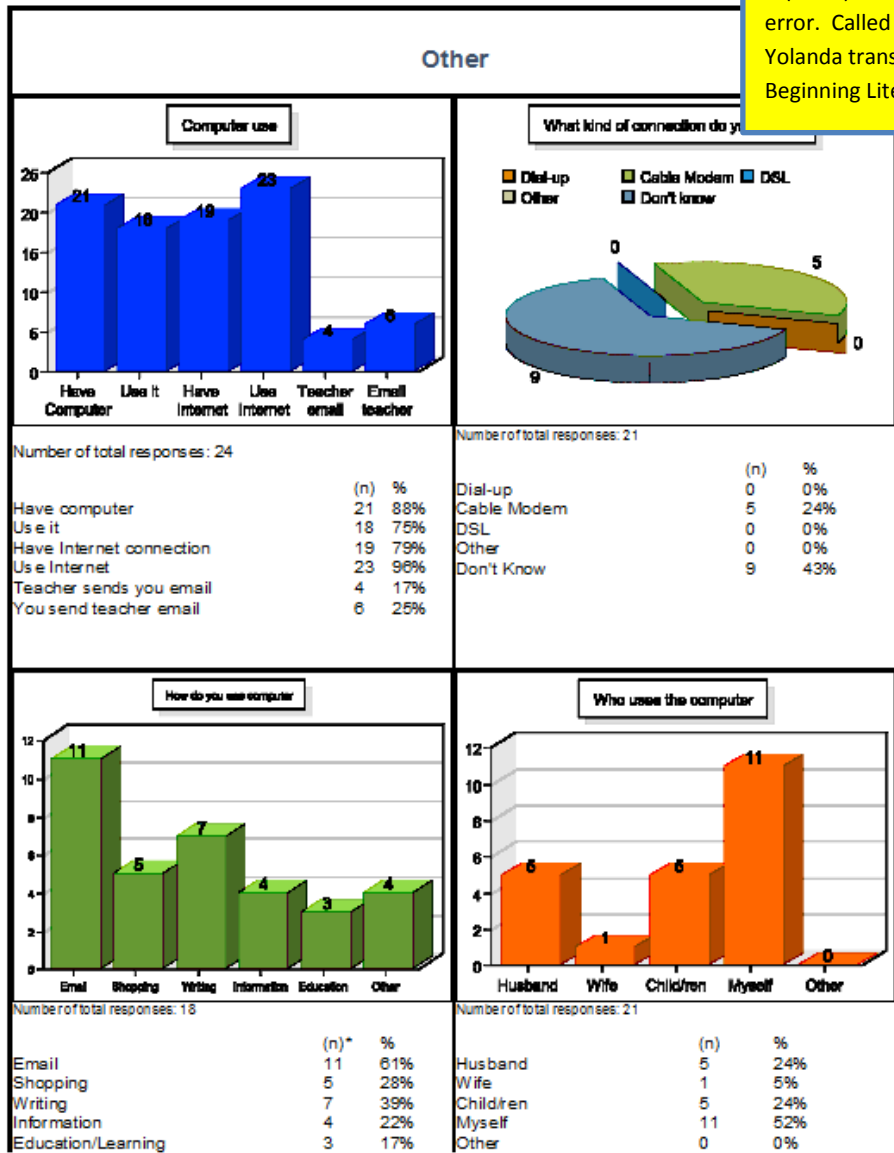 error. Called
Yolanda trans
Beginning Lite
Other
Computer use
25
20
15
10
5
0
21
18
19
23
4
6
Have Computer
Use It
Have Internet
Use Internet
Teacher email
Email teacher
Number of total responses: 24
(n) %
Have computer 21 88%
Use it 18 75%
Have Internet connection 19 79%
Use Internet 23 96%
Teacher sends you email 4 17%
You send teacher email 6 25%
What kind of connection do y
Dial-up Cable Modem DSL
Other Don't know
0
5
0
9
Number of total responses: 21
(n) %
Dial-up 0 0%
Cable Modem 5 24%
DSL 0 0%
Other 0 0%
Don't Know 9 43%
How do you use computer
12
10
8
6
4
2
0
11
5
7
4
3
4
Email Shopping Writing Information Education Other
Number of total responses: 18
(n)* %
Email 11 61%
Shopping 5 28%
Writing 7 39%
Information 4 22%
Education/Learning 3 17%
Who uses the computer
12
10
8
6
4
2
0
5
1
5
11
0
Husband Wife Child/ren Myself Other
Number of total responses: 21
(n) %
Husband 5 24%
Wife 1 5%
Child/ren 5 24%
Myself 11 52%
Other 0 0%